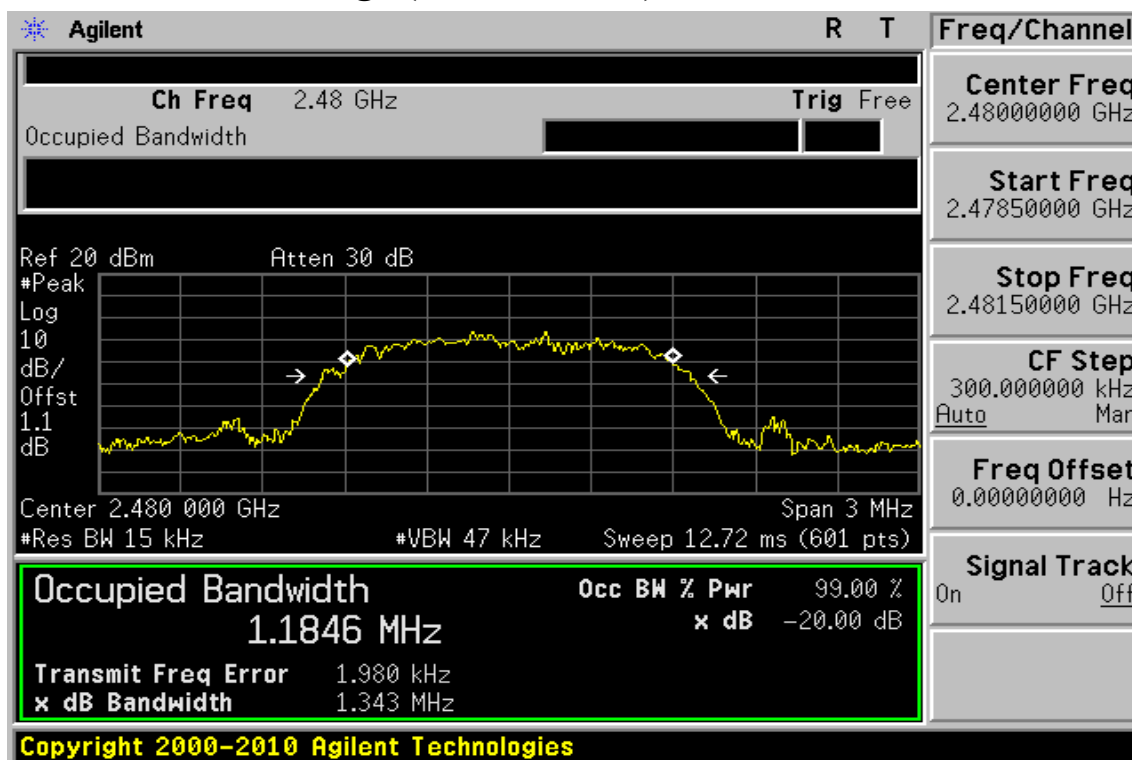 Agilent R T Freq/Channel
Ch Freq 2.48 GHz Trig Free
Occupied Bandwidth
Center Freq
2.48000000 GHz
Start Freq
2.47850000 GHz
Stop Freq
2.48150000 GHz
CF Step
300.000000 kHz
Auto Man
Freq Offset
0.00000000 Hz
Signal Track
On Off
Ref 20 dBm Atten 30 dB
#Peak
Log
10
dB/
Offst
1.1
dB
Center 2.480 000 GHz Span 3 MHz
#Res BW 15 kHz #VBW 47 kHz Sweep 12.72 ms (601 pts)
Occupied Bandwidth Occ BW % Pwr 99.00 %
1.1846 MHz x dB -20.00 dB
Transmit Freq Error 1.980 kHz
x dB Bandwidth 1.343 MHz
Copyright 2000-2010 Agilent Technologies